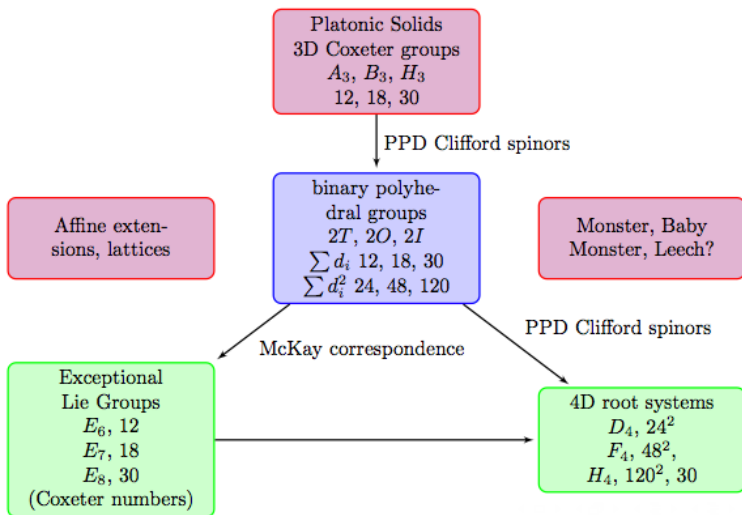 Platonic Solids
3D Coxeter groups
A₃, B₃, H₃
12, 18, 30
PPD Clifford spinors
binary polyhe-
dral groups
2T, 2O, 2I
∑ dᵢ 12, 18, 30
∑ dᵢ² 24, 48, 120
Affine exten-
sions, lattices
Monster, Baby
Monster, Leech?
PPD Clifford spinors
McKay correspondence
Exceptional
Lie Groups
E₆, 12
E₇, 18
E₈, 30
(Coxeter numbers)
4D root systems
D₄, 24²
F₄, 48²,
H₄, 120², 30